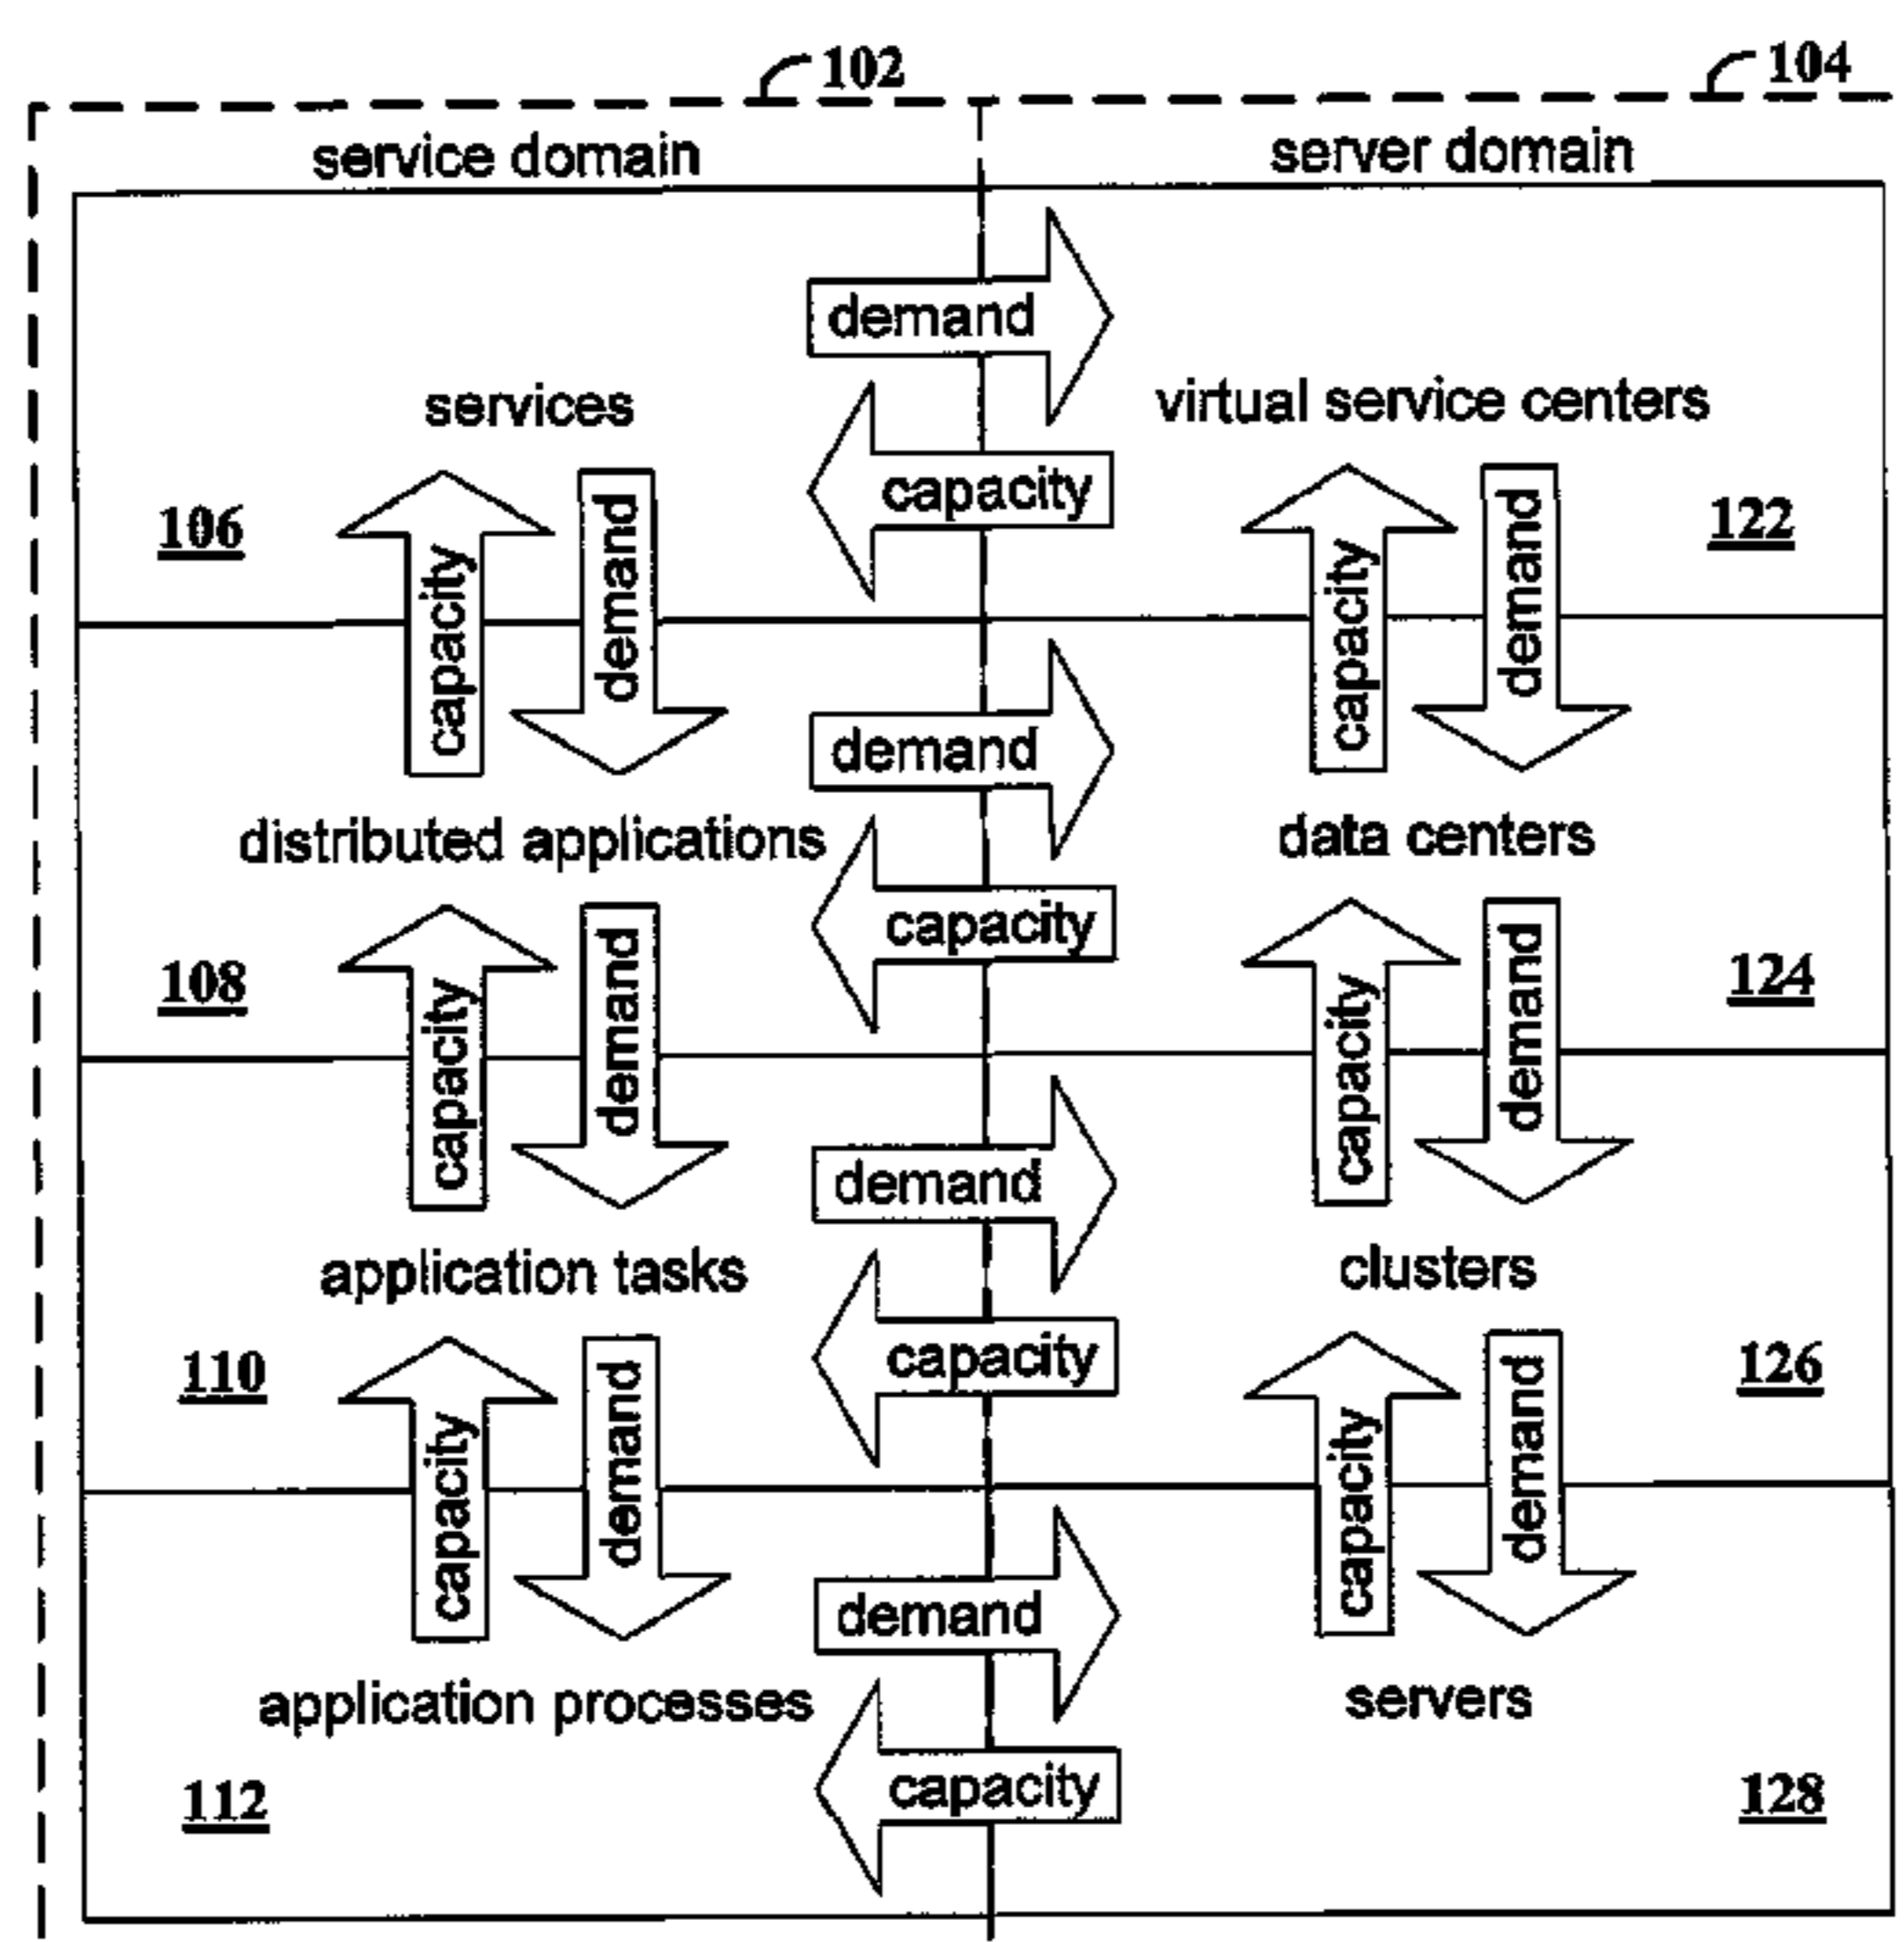 102
104
service domain
server domain
demand
services
virtual service centers
capacity
106
capacity
demand
capacity
demand
122
demand
distributed applications
data centers
capacity
108
capacity
demand
capacity
demand
124
demand
application tasks
clusters
capacity
110
capacity
demand
capacity
demand
126
demand
application processes
servers
capacity
112
128